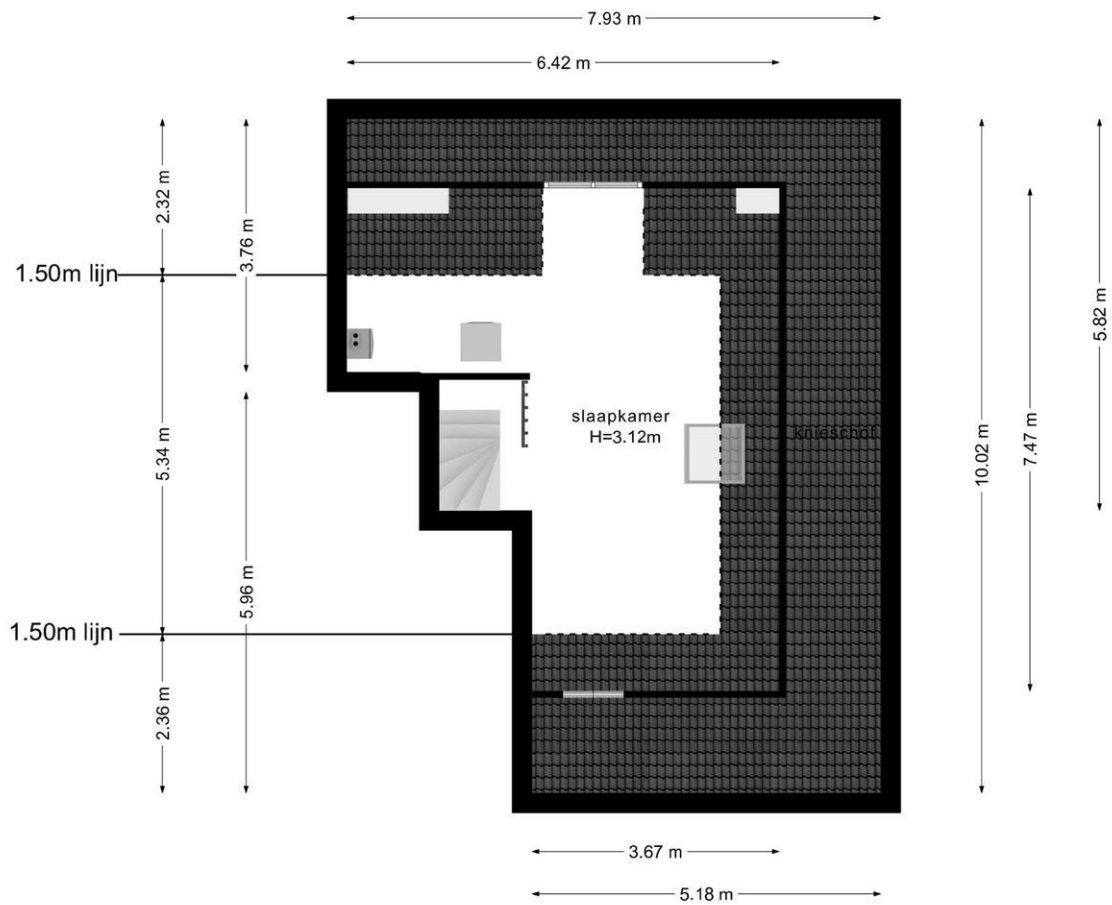 7.93 m
6.42 m
2.32 m
3.76 m
1.50m lijn
5.82 m
slaapkamer
H=3.12m
knieschot
5.34 m
10.02 m
7.47 m
5.96 m
1.50m lijn
2.36 m
3.67 m
5.18 m